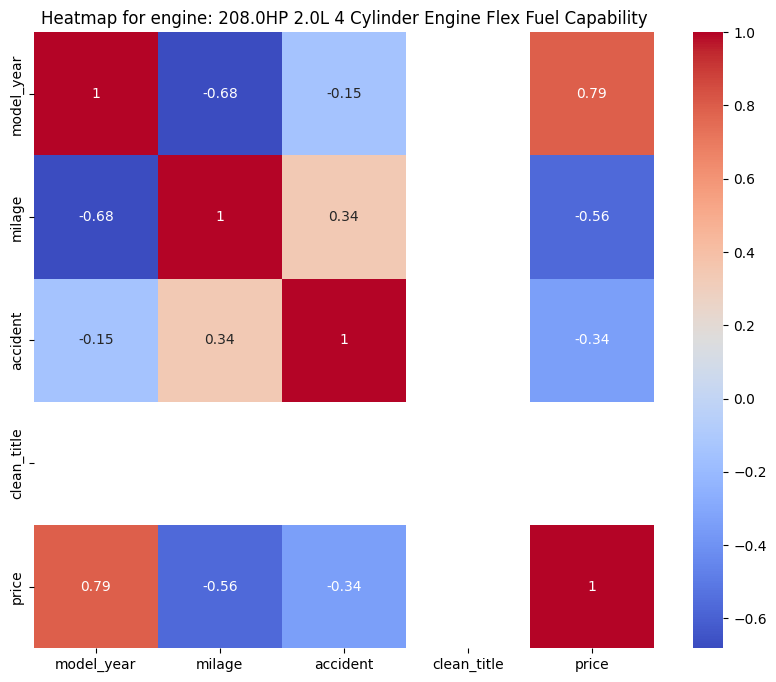 Heatmap for engine: 208.0HP 2.0L 4 Cylinder Engine Flex Fuel Capability
model_year
1
-0.68
-0.15
0.79
milage
-0.68
1
0.34
-0.56
accident
-0.15
0.34
1
-0.34
clean_title
price
0.79
-0.56
-0.34
1
model_year
milage
accident
clean_title
price
1.0
0.8
0.6
0.4
0.2
0.0
−0.2
−0.4
−0.6